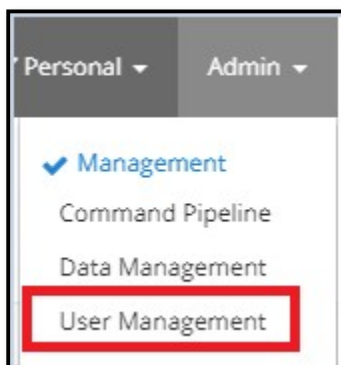 Personal Admin
Management
Command Pipeline
Data Management
User Management